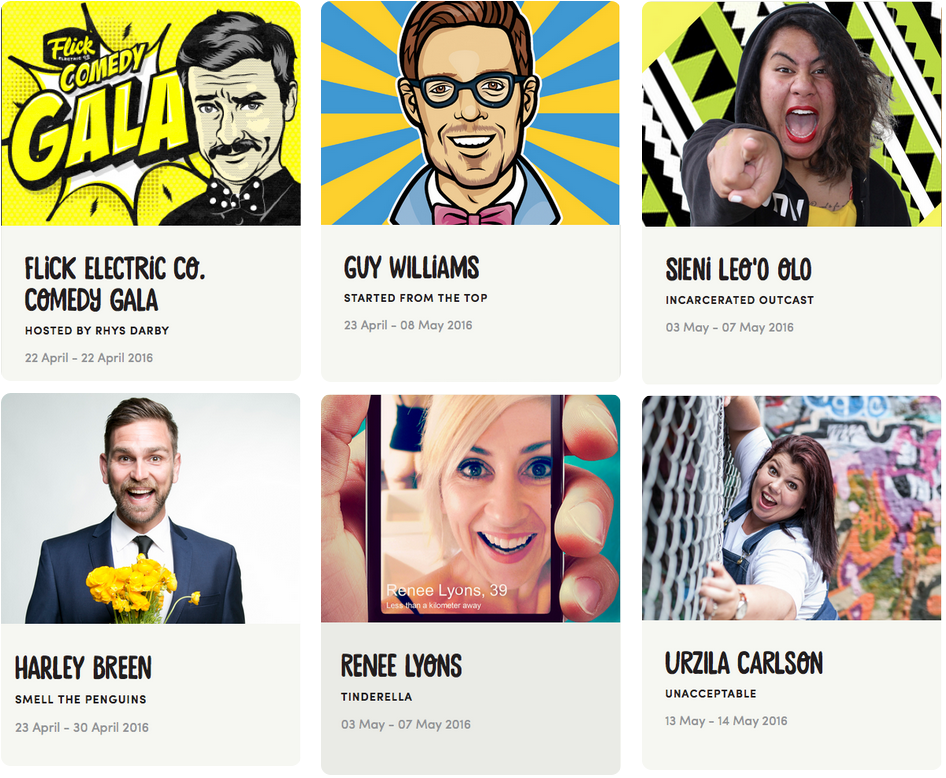 Flick
ELECTRIC CO
COMEDY
GALA
FLICK ELECTRIC CO.
COMEDY GALA
HOSTED BY RHYS DARBY
22 April - 22 April 2016
GUY WILLIAMS
STARTED FROM THE TOP
23 April - 08 May 2016
SIENI LEO'O OLO
INCARCERATED OUTCAST
03 May - 07 May 2016
HARLEY BREEN
SMELL THE PENGUINS
23 April - 30 April 2016
Renee Lyons, 39
Less than a kilometer away
RENEE LYONS
TINDERELLA
03 May - 07 May 2016
URZILA CARLSON
UNACCEPTABLE
13 May - 14 May 2016